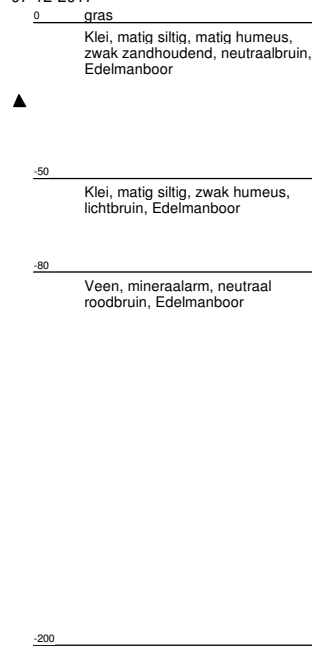 0 gras
Klei, matig siltig, matig humeus,
zwak zandhoudend, neutraalbruin,
Edelmanboor
-50
Klei, matig siltig, zwak humeus,
lichtbruin, Edelmanboor
-80
Veen, mineraalarm, neutraal
roodbruin, Edelmanboor
-200